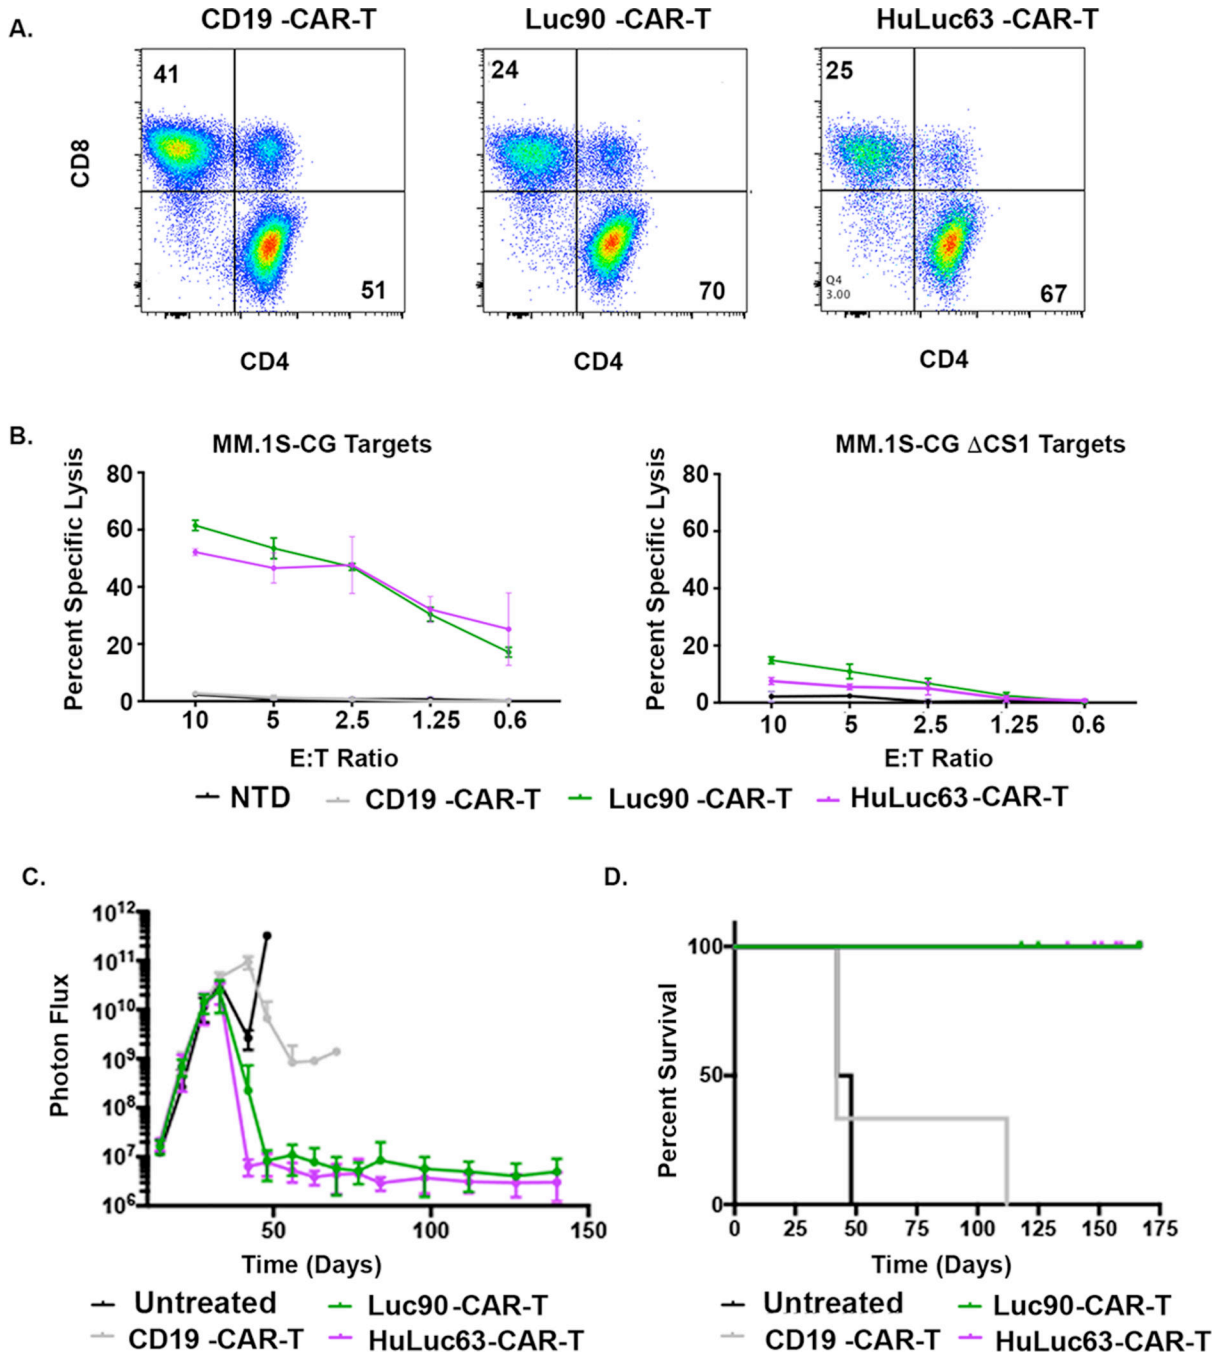 A.
CD19 -CAR-T Luc90 -CAR-T HuLuc63 -CAR-T
41 24 25
CD8
Q4
3.00
51 70 67
CD4 CD4 CD4
B.
MM.1S-CG Targets MM.1S-CG ΔCS1 Targets
Percent Specific Lysis
80
60
40
20
0
10 5 2.5 1.25 0.6
E:T Ratio
Percent Specific Lysis
80
60
40
20
0
10 5 2.5 1.25 0.6
E:T Ratio
NTD CD19 -CAR-T Luc90 -CAR-T HuLuc63-CAR-T
C.
Photon Flux
10¹²
10¹¹
10¹⁰
10⁹
10⁸
10⁷
10⁶
50 100 150
Time (Days)
Untreated Luc90-CAR-T
CD19 -CAR-T HuLuc63-CAR-T
D.
Percent Survival
100
50
0
0 25 50 75 100 125 150 175
Time (Days)
Untreated Luc90-CAR-T
CD19 -CAR-T HuLuc63-CAR-T